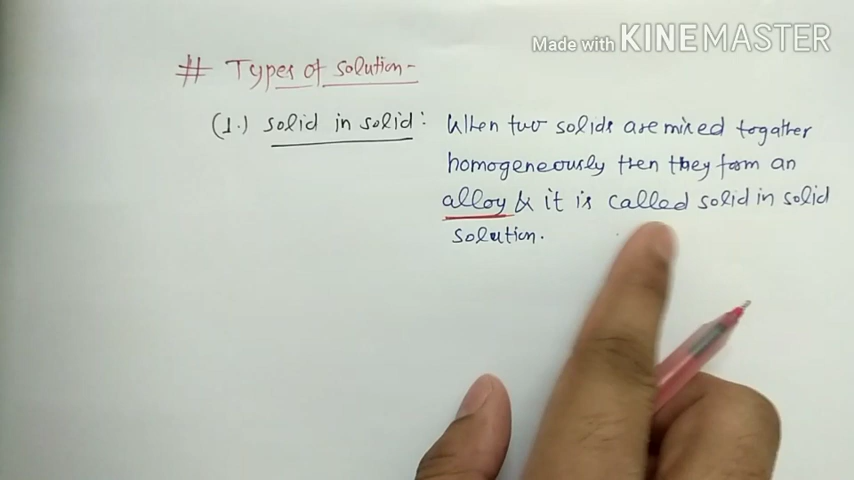 Made with KINEMASTER
# Types of solution-
(1.) solid in solid: When two solids are mixed togather
homogeneously then they form an
alloy & it is called solid in solid
solution.